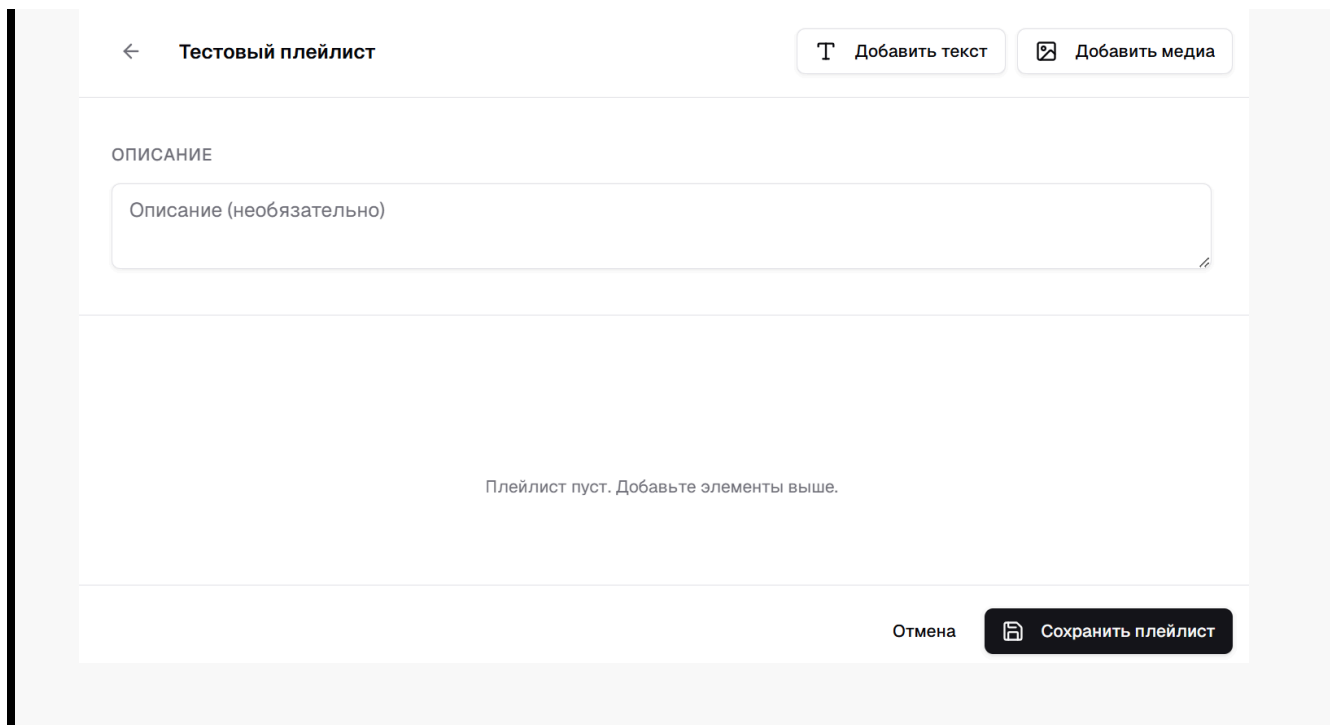 Тестовый плейлист
Добавить текст
Добавить медиа
ОПИСАНИЕ
Описание (необязательно)
Плейлист пуст. Добавьте элементы выше.
Отмена
Сохранить плейлист